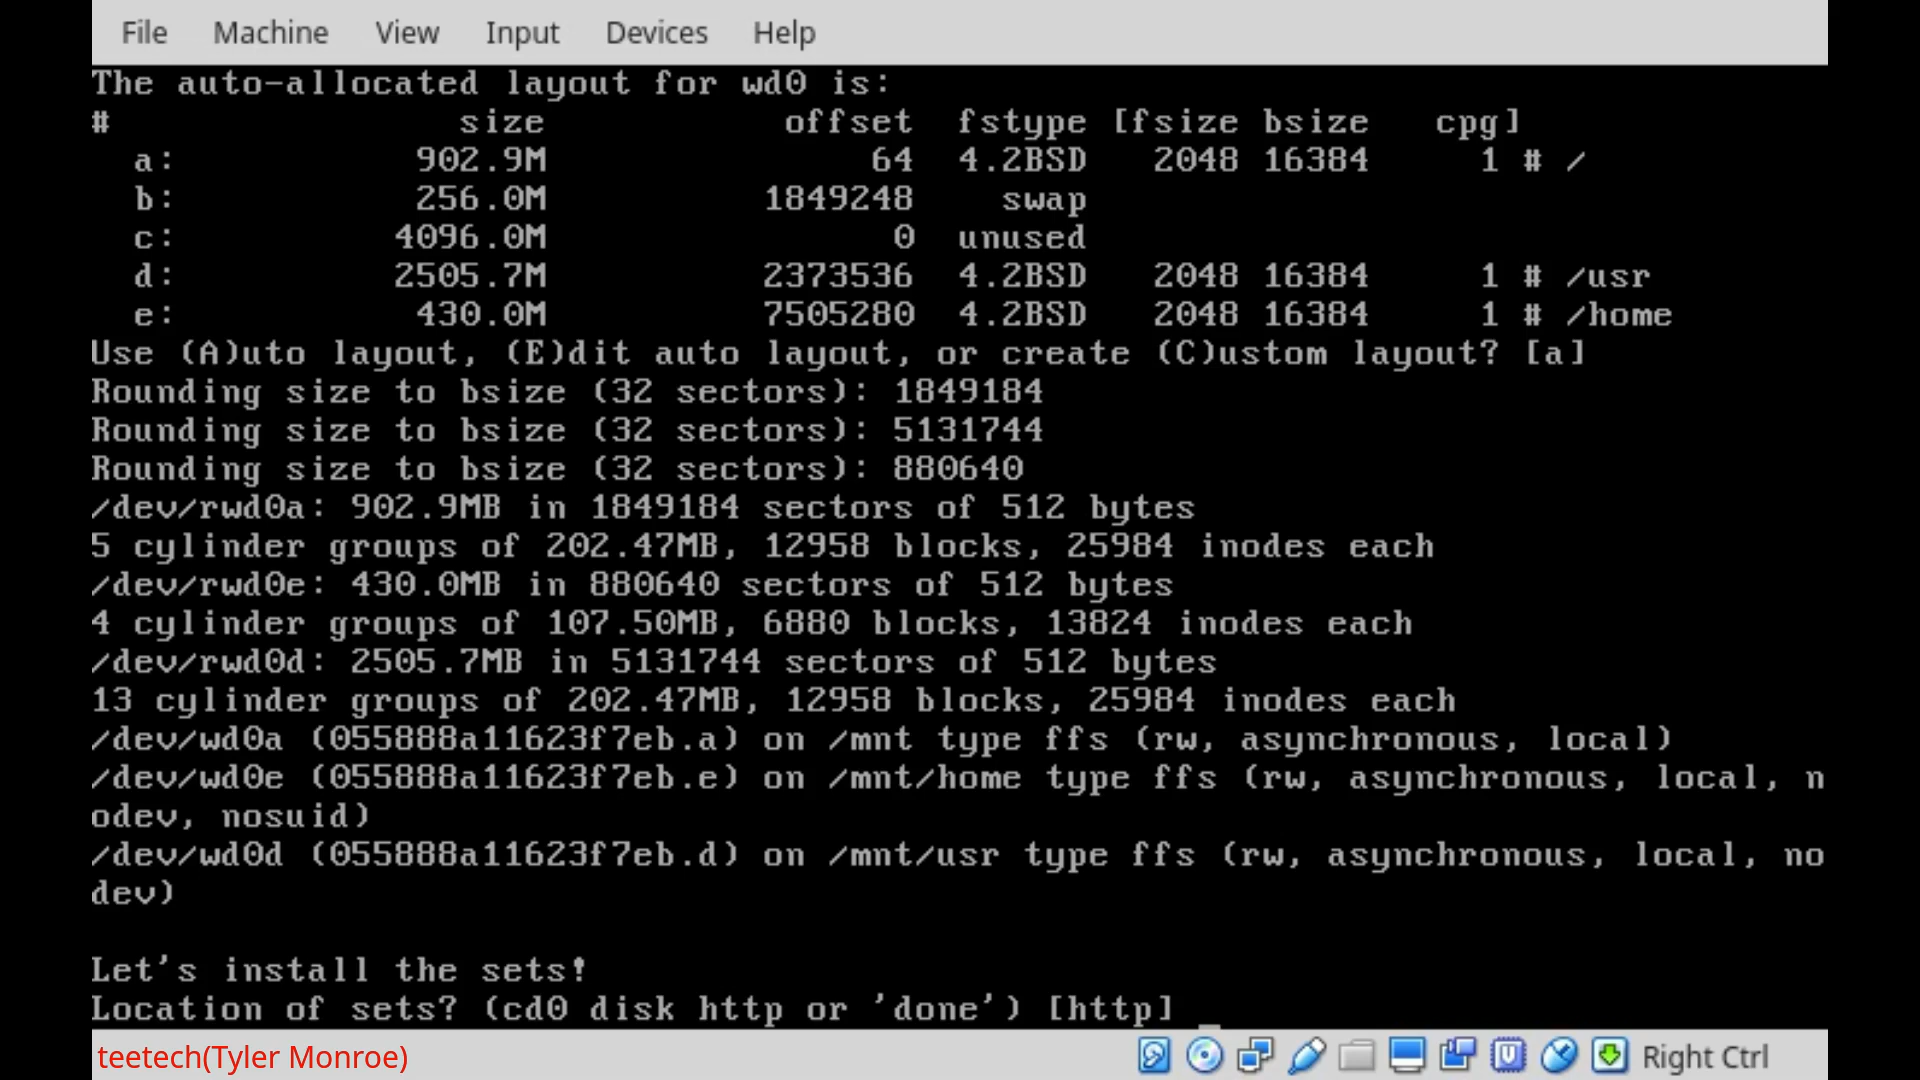 File Machine View Input Devices Help
The auto-allocated layout for wd0 is:
# size offset fstype [fsize bsize cpg]
a: 902.9M 64 4.2BSD 2048 16384 1 # /
b: 256.0M 1849248 swap
c: 4096.0M 0 unused
d: 2505.7M 2373536 4.2BSD 2048 16384 1 # /usr
e: 430.0M 7505280 4.2BSD 2048 16384 1 # /home
Use (A)uto layout, (E)dit auto layout, or create (C)ustom layout? [a]
Rounding size to bsize (32 sectors): 1849184
Rounding size to bsize (32 sectors): 5131744
Rounding size to bsize (32 sectors): 880640
/dev/rwd0a: 902.9MB in 1849184 sectors of 512 bytes
5 cylinder groups of 202.47MB, 12958 blocks, 25984 inodes each
/dev/rwd0e: 430.0MB in 880640 sectors of 512 bytes
4 cylinder groups of 107.50MB, 6880 blocks, 13824 inodes each
/dev/rwd0d: 2505.7MB in 5131744 sectors of 512 bytes
13 cylinder groups of 202.47MB, 12958 blocks, 25984 inodes each
/dev/wd0a (055888a11623f7eb.a) on /mnt type ffs (rw, asynchronous, local)
/dev/wd0e (055888a11623f7eb.e) on /mnt/home type ffs (rw, asynchronous, local, n
odev, nosuid)
/dev/wd0d (055888a11623f7eb.d) on /mnt/usr type ffs (rw, asynchronous, local, no
dev)
Let's install the sets!
Location of sets? (cd0 disk http or 'done') [http]
teetech(Tyler Monroe) Right Ctrl